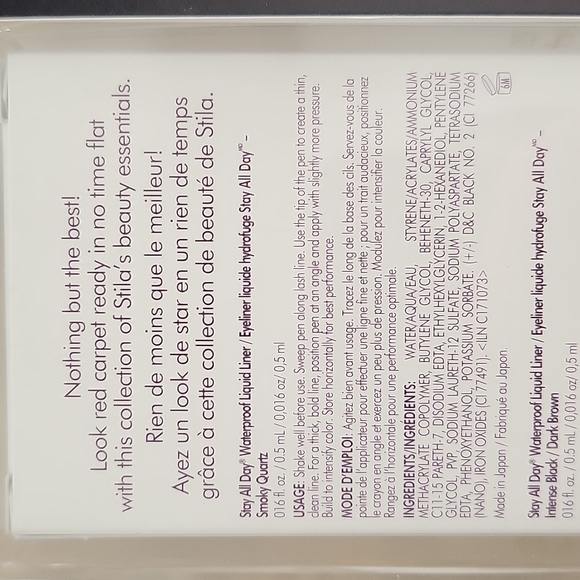 Nothing but the best!
Look red carpet ready in no time flat
with this collection of Stila's beauty essentials.
Rien de moins que le meilleur!
Ayez un look de star en un rien de temps
grâce à cette collection de beauté de Stila.
Stay All Day® Waterproof Liquid Liner / Eyeliner liquide hydrofuge Stay All Day MD –
Smoky Quartz
016 fl. oz. / 0,5 mL / 0,016 oz/ 0,5 ml
USAGE: Shake well before use. Sweep pen along lash line. Use the tip of the pen to create a thin,
clean line. For a thick, bold line, position pen at an angle and apply with slightly more pressure.
Build to intensify color. Store horizontally for best performance.
MODE D'EMPLOI: Agitez bien avant usage. Tracez le long de la base des cils. Servez-vous de la
pointe de l'applicateur pour effectuer une ligne fine et nette ; pour un trait audacieux, positionnez
le crayon en angle et exercez un peu plus de pression. Modulez pour intensifier la couleur.
Rangez à l'horizontale pour une performance optimale.
INGREDIENTS/INGRÉDIENTS: WATER/AQUA/EAU, STYRENE/ACRYLATES/AMMONIUM
METHACRYLATE COPOLYMER, BUTYLENE GLYCOL, BEHENETH-30, CAPRYLYL GLYCOL,
C11-15 PARETH-7, DISODIUM EDTA, ETHYLHEXYLGLYCERIN, 1-2-HEXANEDIOL, PENTYLENE
GLYCOL, PVP, SODIUM LAURETH-12 SULFATE, SODIUM POLYASPARTATE, TETRASODIUM
EDTA, PHENOXYETHANOL, POTASSIUM SORBATE. (+/-) D&C BLACK NO. 2 (CI 77266)
(NANO), IRON OXIDES (CI 77491). <ILN C171073>
Made in Japan / Fabriqué au Japon.
6M
Stay All Day® Waterproof Liquid Liner / Eyeliner liquide hydrofuge Stay All Day MD –
Intense Black / Dark Brown
016 fl. oz. / 0.5 mL / 0,016 oz/ 0,5 ml